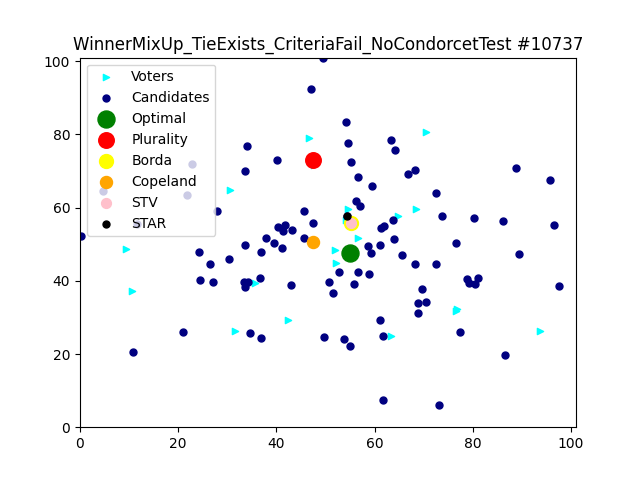 WinnerMixUp_TieExists_CriteriaFail_NoCondorcetTest #10737
Voters
Candidates
Optimal
Plurality
Borda
Copeland
STV
STAR
100
80
60
40
20
0
0 20 40 60 80 100